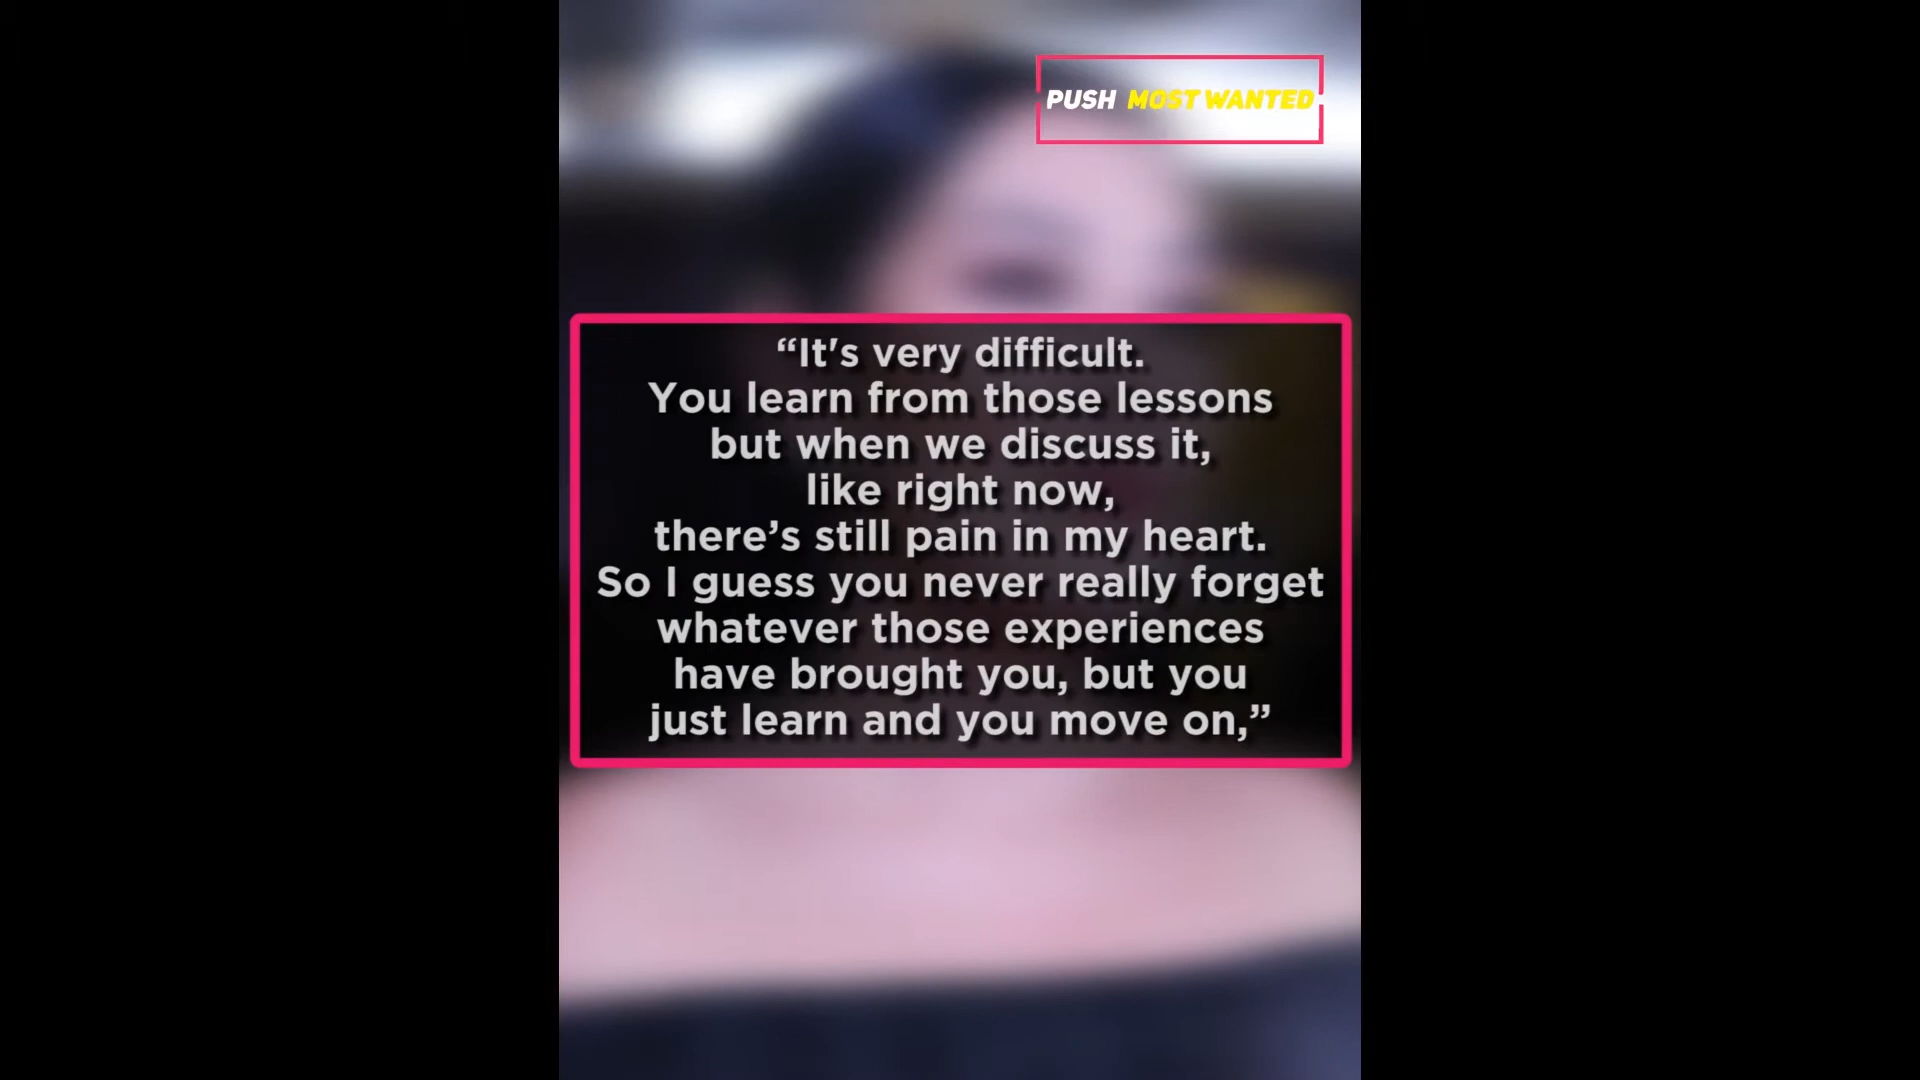 PUSH MOST WANTED
“It's very difficult.
You learn from those lessons
but when we discuss it,
like right now,
there’s still pain in my heart.
So I guess you never really forget
whatever those experiences
have brought you, but you
just learn and you move on,”